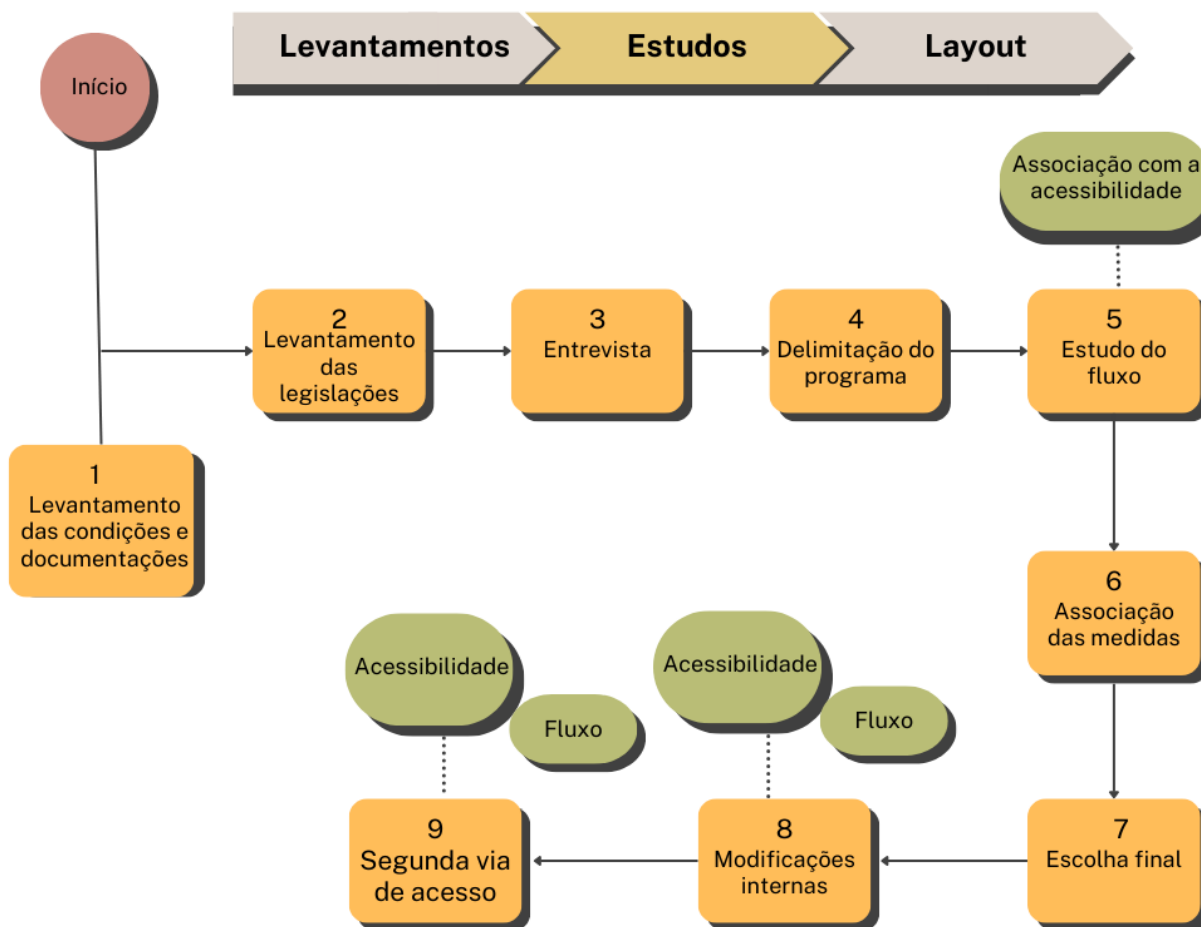 Levantamentos
Estudos
Layout
Início
Associação com a
acessibilidade
2
Levantamento
das
legislações
3
Entrevista
4
Delimitação do
programa
5
Estudo do
fluxo
1
Levantamento
das condições e
documentações
6
Associação
das medidas
Acessibilidade
Fluxo
Acessibilidade
Fluxo
9
Segunda via
de acesso
8
Modificações
internas
7
Escolha final